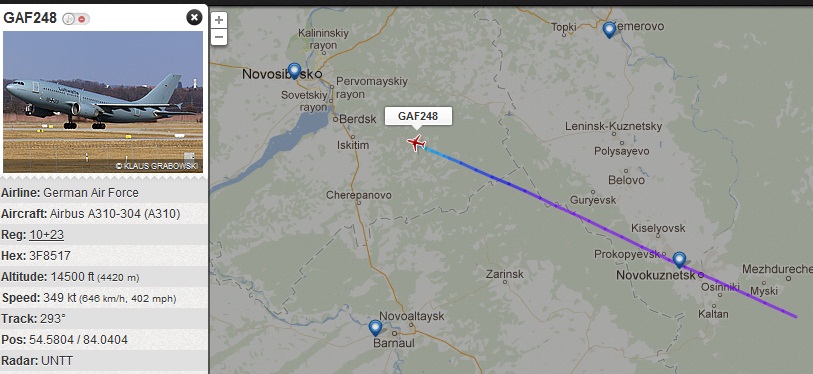 GAF248
Luftwaffe
© KLAUS GRABOWSKI
Airline: German Air Force
Aircraft: Airbus A310-304 (A310)
Reg: 10+23
Hex: 3F8517
Altitude: 14500 ft (4420 m)
Speed: 349 kt (646 km/h, 402 mph)
Track: 293°
Pos: 54.5804 / 84.0404
Radar: UNTT
+
−
Kalininskiy
rayon
Topki
Kemerovo
Novosibirsk
Pervomayskiy
rayon
Sovetskiy
rayon
Berdsk
GAF248
Iskitim
Leninsk-Kuznetsky
Polysayevo
Belovo
Cherepanovo
Guryevsk
Kiselyovsk
Prokopyevsk
Novokuznetsk
Mezhdureche
Zarinsk
Osinniki
Myski
Kaltan
Novoaltaysk
Barnaul